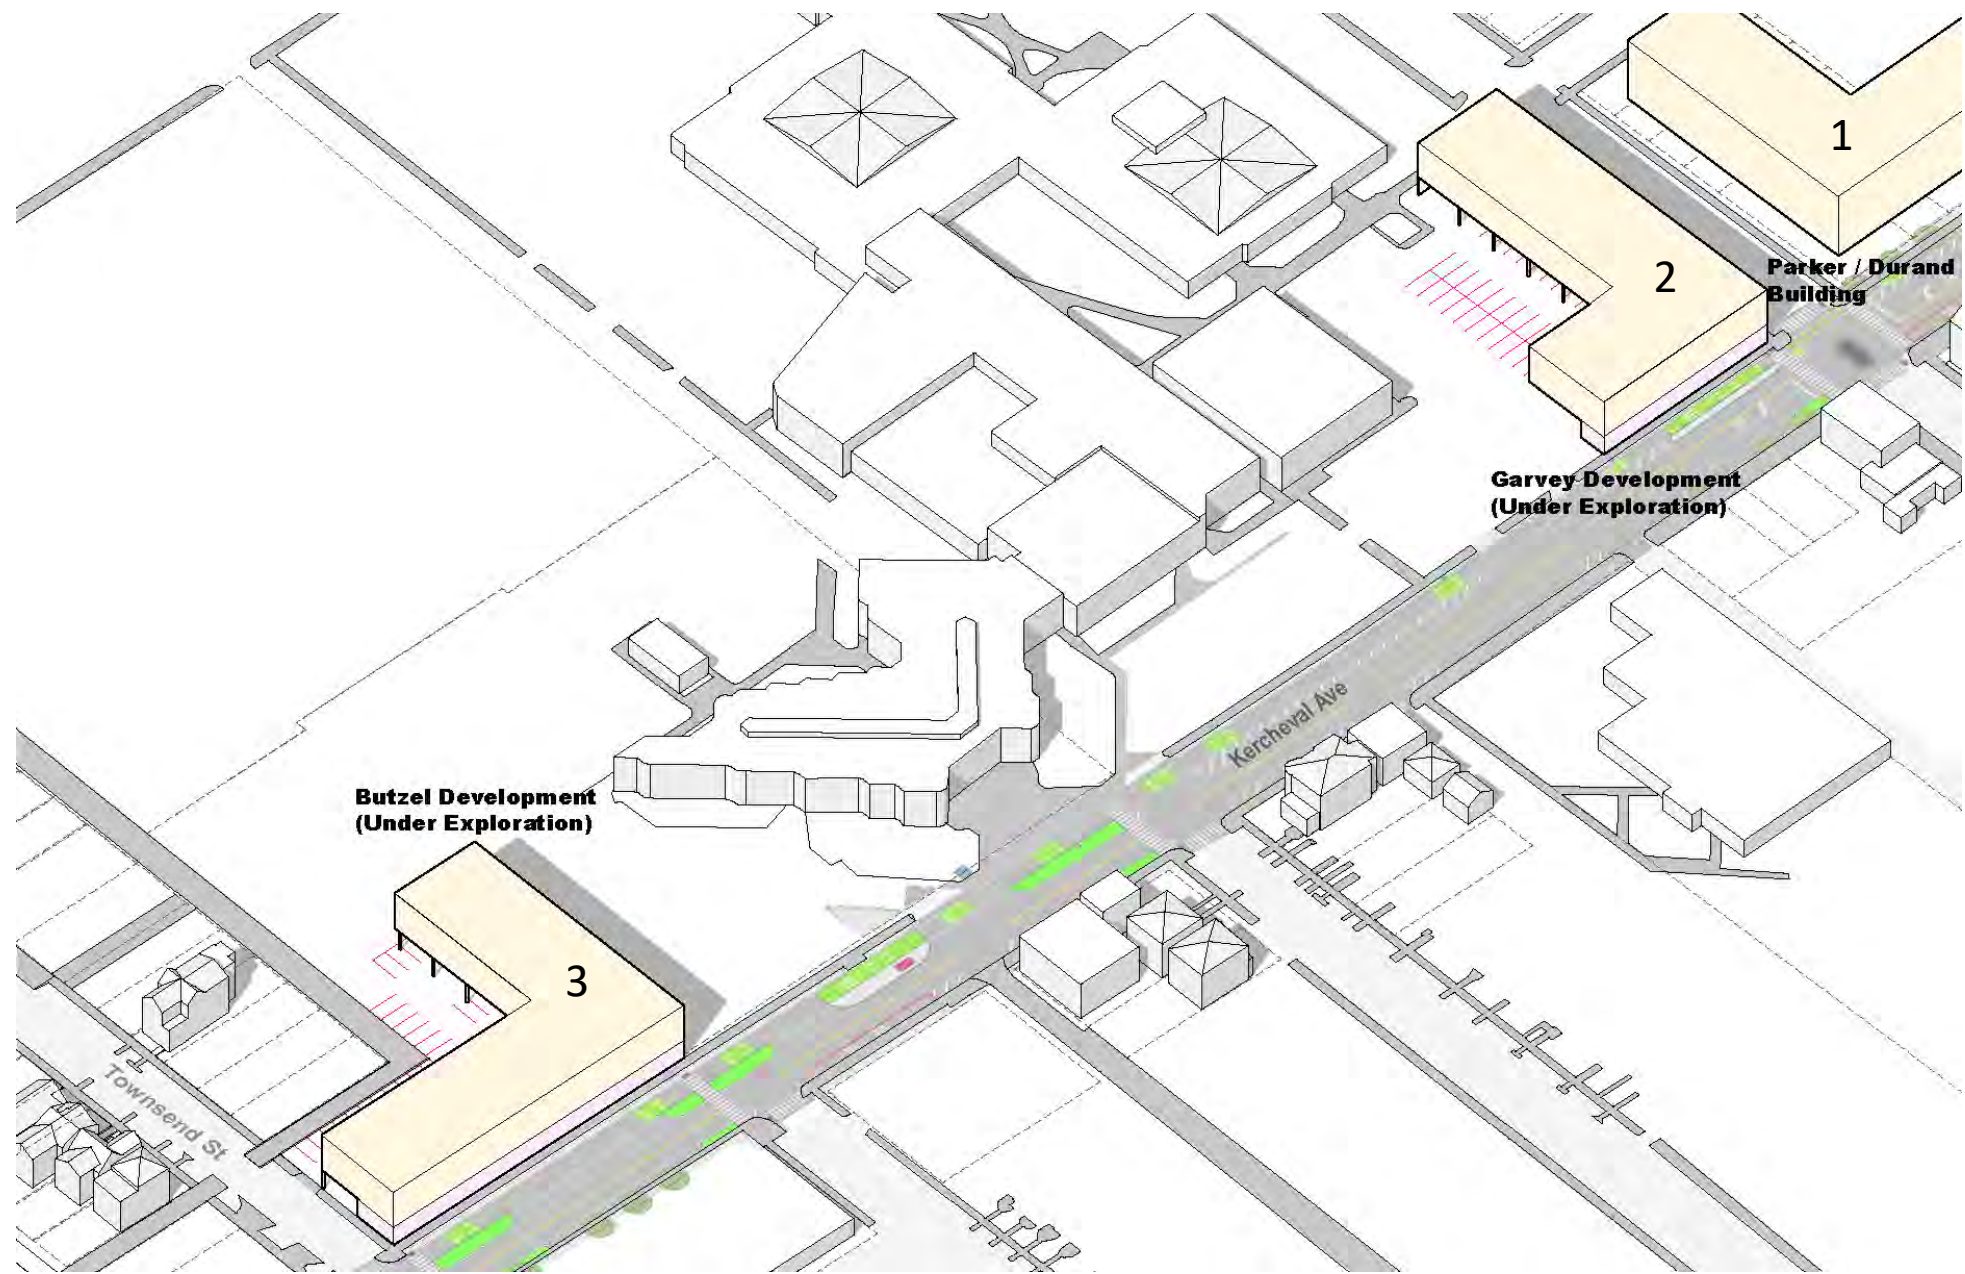 1
2
Parker / Durand
Building
Garvey Development
(Under Exploration)
Kercheval Ave
Butzel Development
(Under Exploration)
3
Townsend St